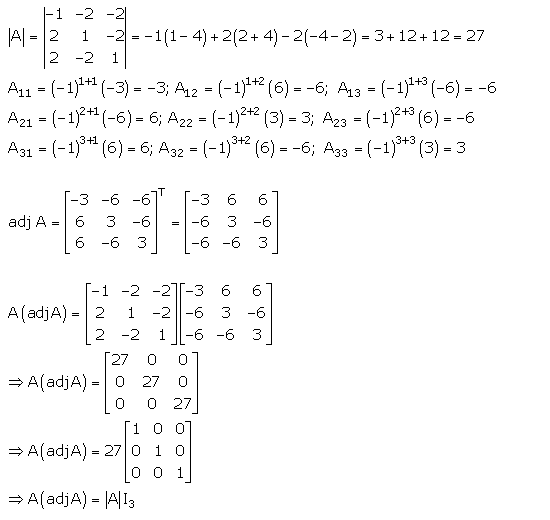 |A| = |−1 −2 −2; 2 1 −2; 2 −2 1| = −1(1−4)+2(2+4)−2(−4−2) = 3+12+12 = 27
A₁₁ = (−1)¹⁺¹(−3) = −3; A₁₂ = (−1)¹⁺²(6) = −6; A₁₃ = (−1)¹⁺³(−6) = −6
A₂₁ = (−1)²⁺¹(−6) = 6; A₂₂ = (−1)²⁺²(3) = 3; A₂₃ = (−1)²⁺³(6) = −6
A₃₁ = (−1)³⁺¹(6) = 6; A₃₂ = (−1)³⁺²(6) = −6; A₃₃ = (−1)³⁺³(3) = 3
adj A = [−3 −6 −6; 6 3 −6; 6 −6 3]ᵀ = [−3 6 6; −6 3 −6; −6 −6 3]
A(adjA) = [−1 −2 −2; 2 1 −2; 2 −2 1][−3 6 6; −6 3 −6; −6 −6 3]
⇒ A(adjA) = [27 0 0; 0 27 0; 0 0 27]
⇒ A(adjA) = 27[1 0 0; 0 1 0; 0 0 1]
⇒ A(adjA) = |A|I₃